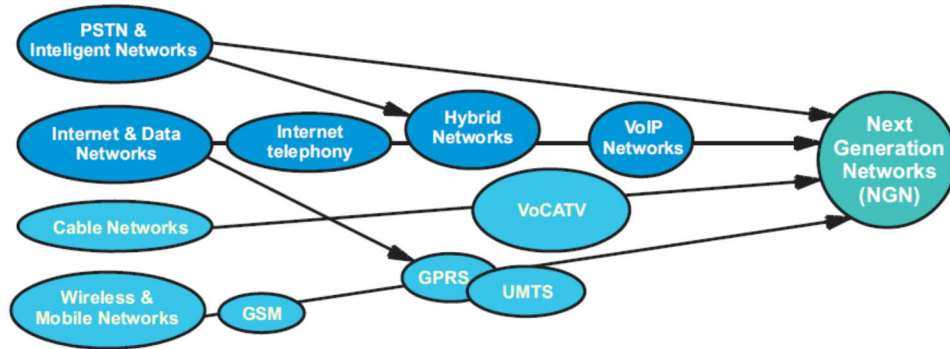 PSTN &
Inteligent Networks
Internet & Data
Networks
Internet
telephony
Hybrid
Networks
VoIP
Networks
Next
Generation
Networks
(NGN)
Cable Networks
VoCATV
Wireless &
Mobile Networks
GSM
GPRS
UMTS